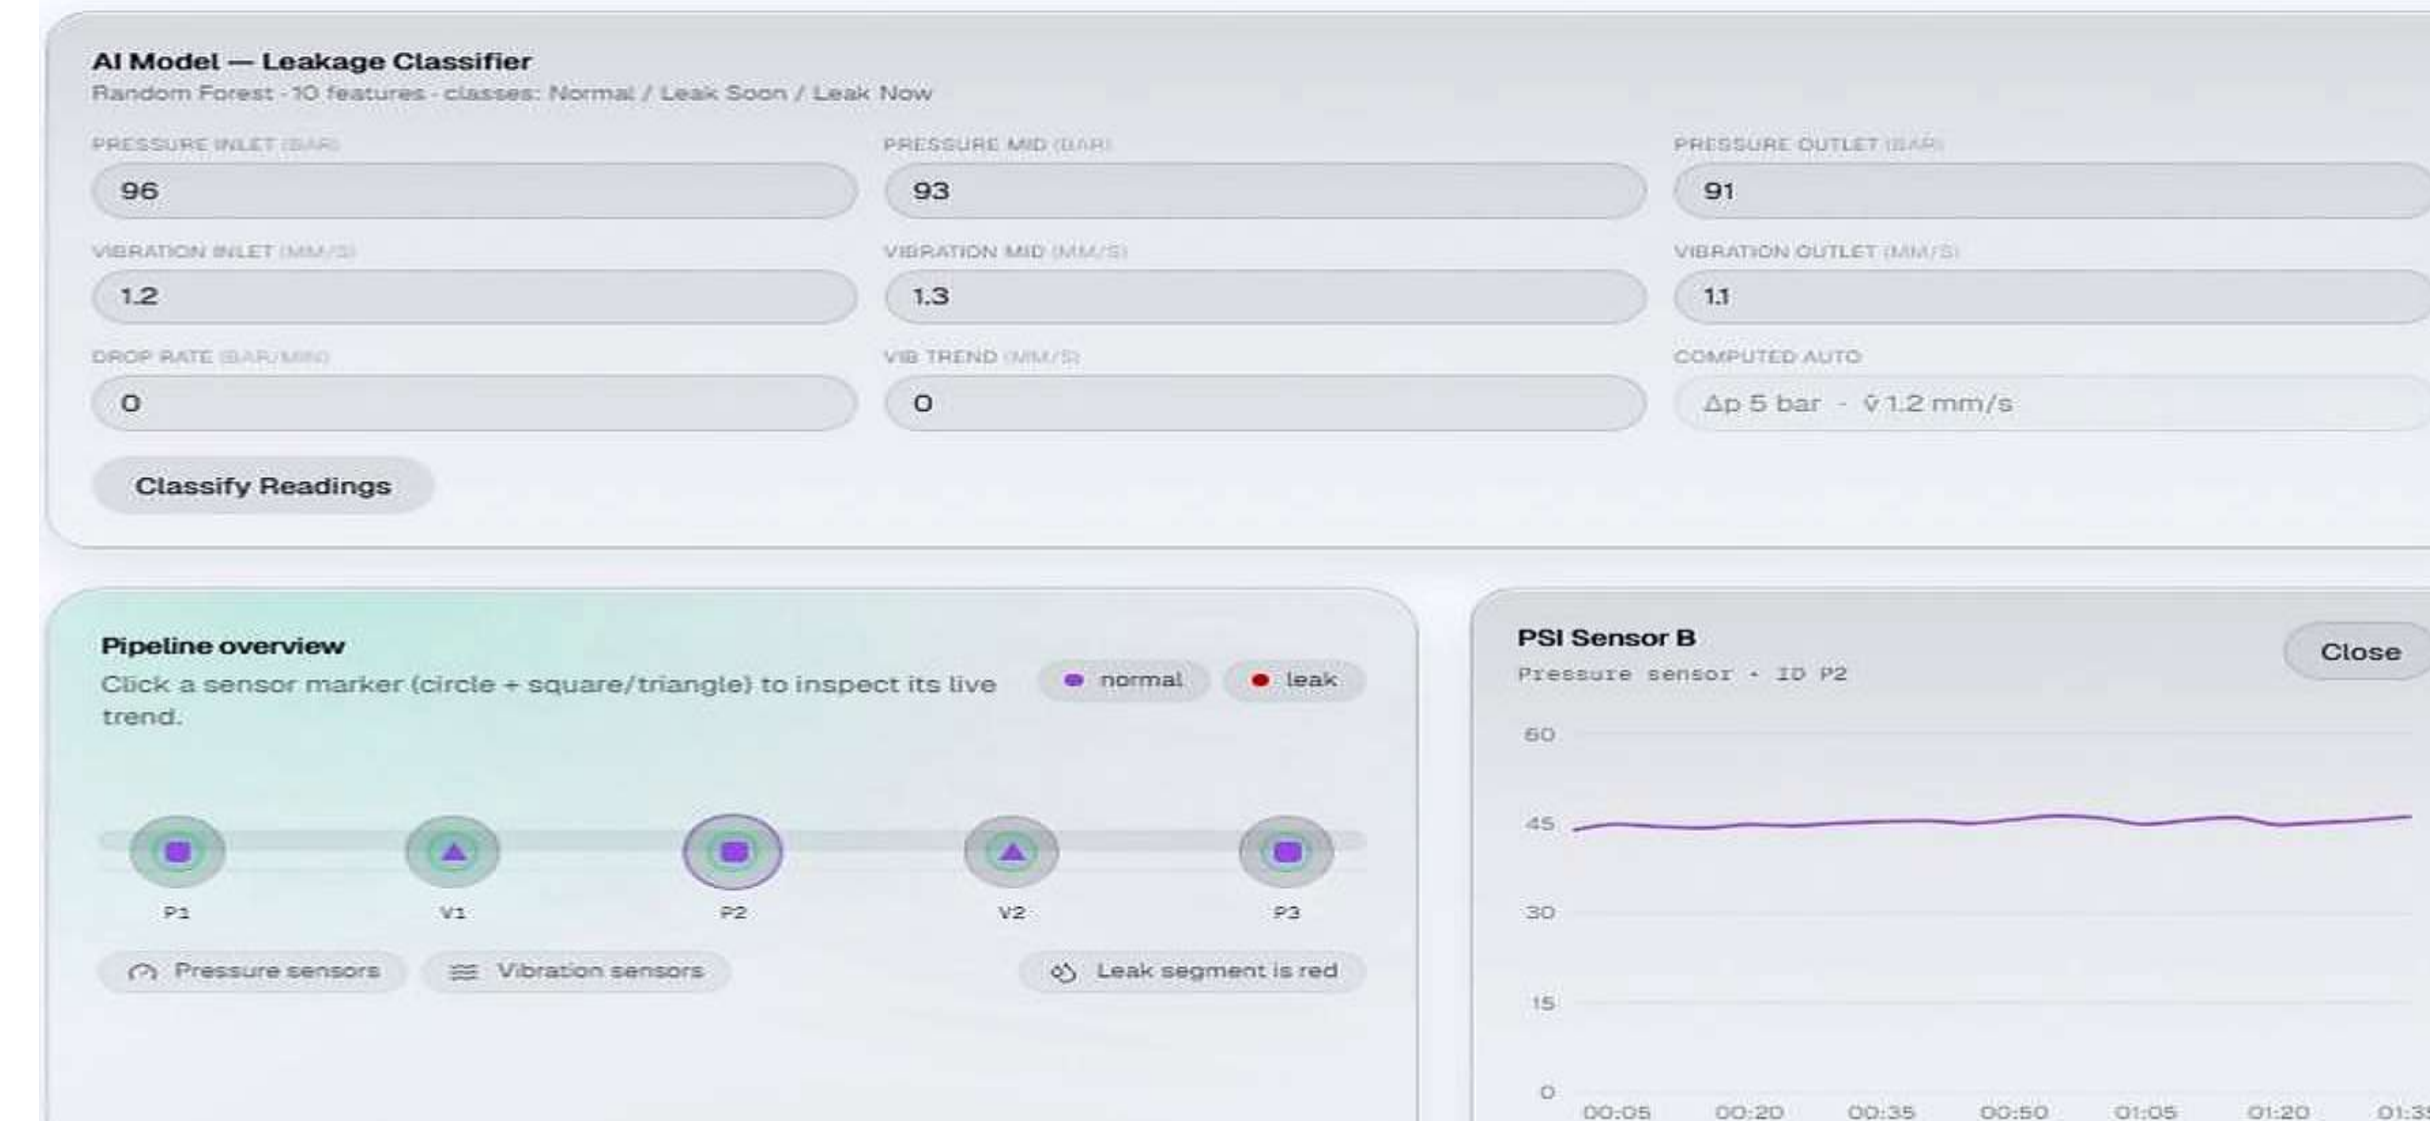 AI Model — Leakage Classifier
Random Forest · 10 features · classes: Normal / Leak Soon / Leak Now
PRESSURE INLET (BAR)
PRESSURE MID (BAR)
PRESSURE OUTLET (BAR)
96
93
91
VIBRATION INLET (MM/S)
VIBRATION MID (MM/S)
VIBRATION OUTLET (MM/S)
1.2
1.3
1.1
DROP RATE (BAR/MIN)
VIB TREND (MM/S)
COMPUTED AUTO
0
0
Δp 5 bar · v̄ 1.2 mm/s
Classify Readings
Pipeline overview
Click a sensor marker (circle + square/triangle) to inspect its live
trend.
normal
leak
P1
V1
P2
V2
P3
Pressure sensors
Vibration sensors
Leak segment is red
PSI Sensor B
Pressure sensor • ID P2
Close
60
45
30
15
0
00:05
00:20
00:35
00:50
01:05
01:20